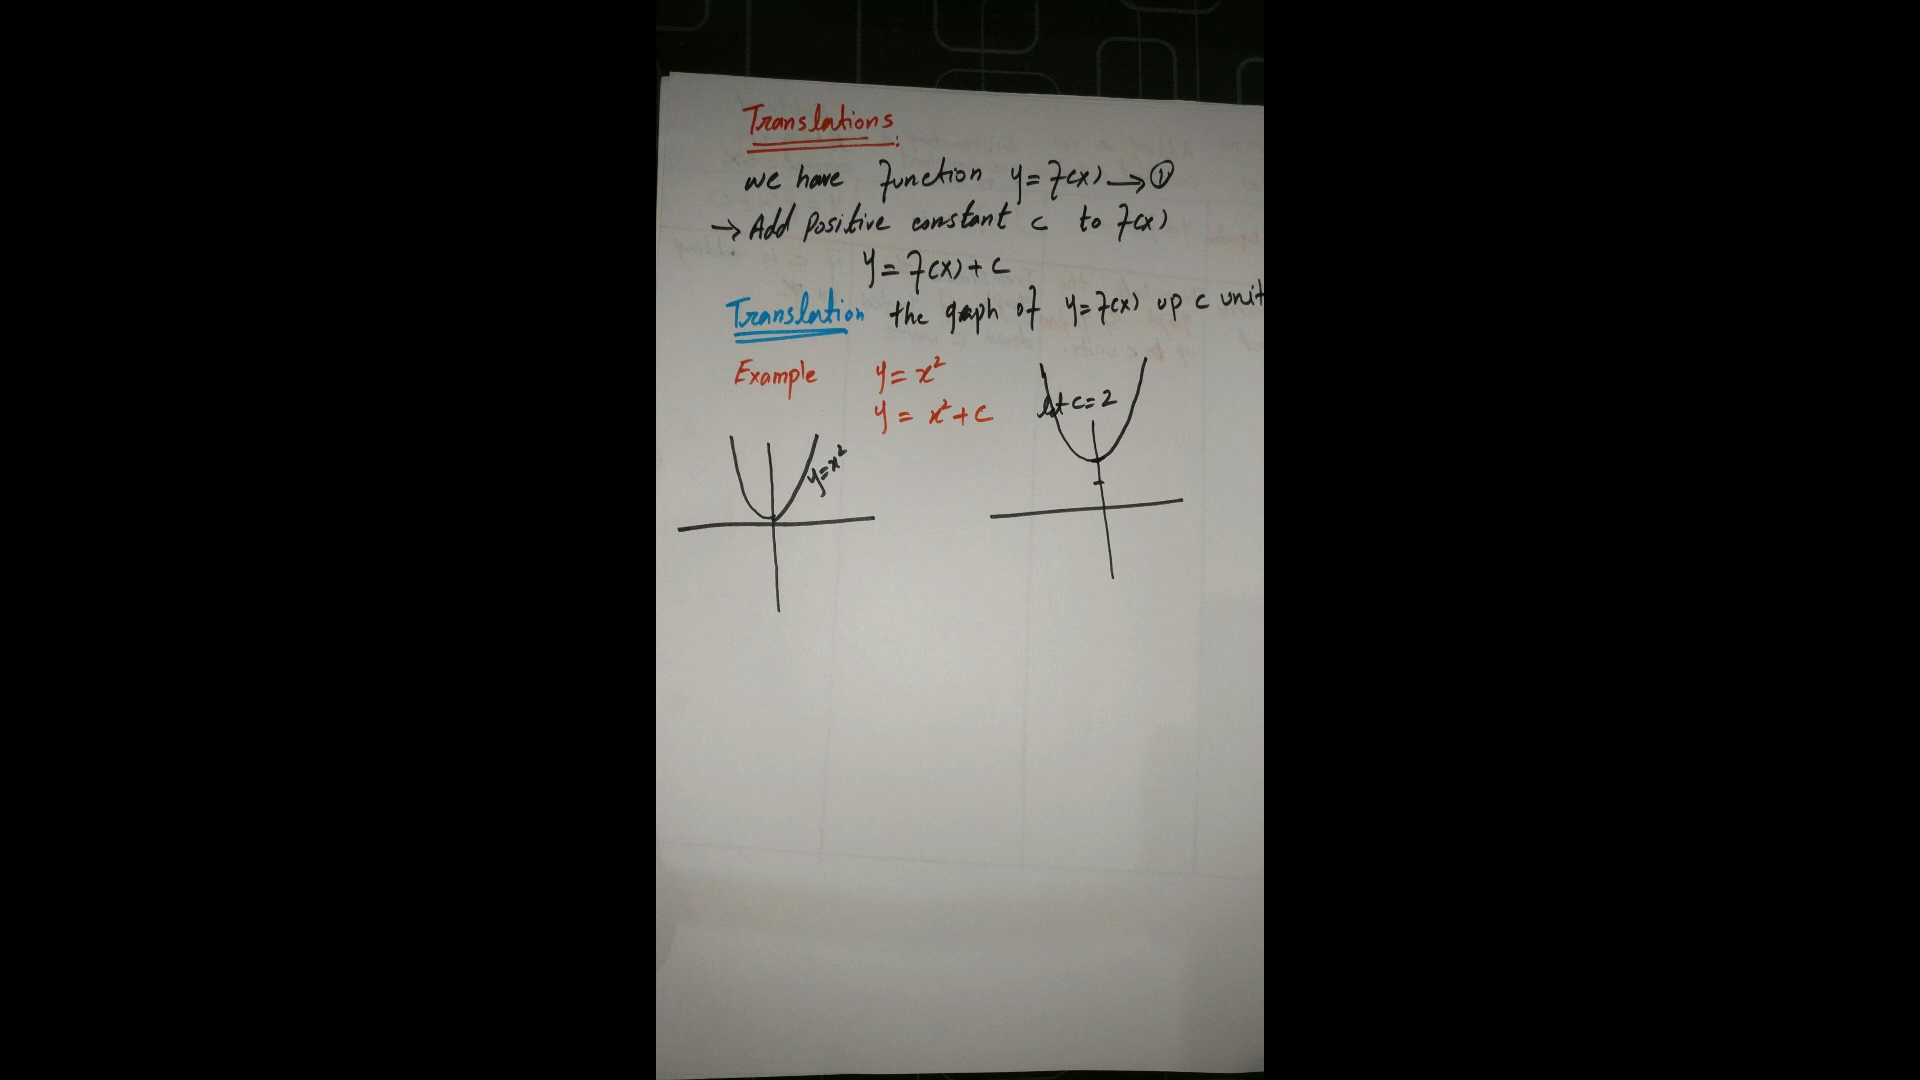 Translations:
we have function y = f(x) → ①
→ Add positive constant c to f(x)
y = f(x) + c
Translation the graph of y = f(x) up c unit
Example y = x²
y = x² + c let c = 2
y = x²